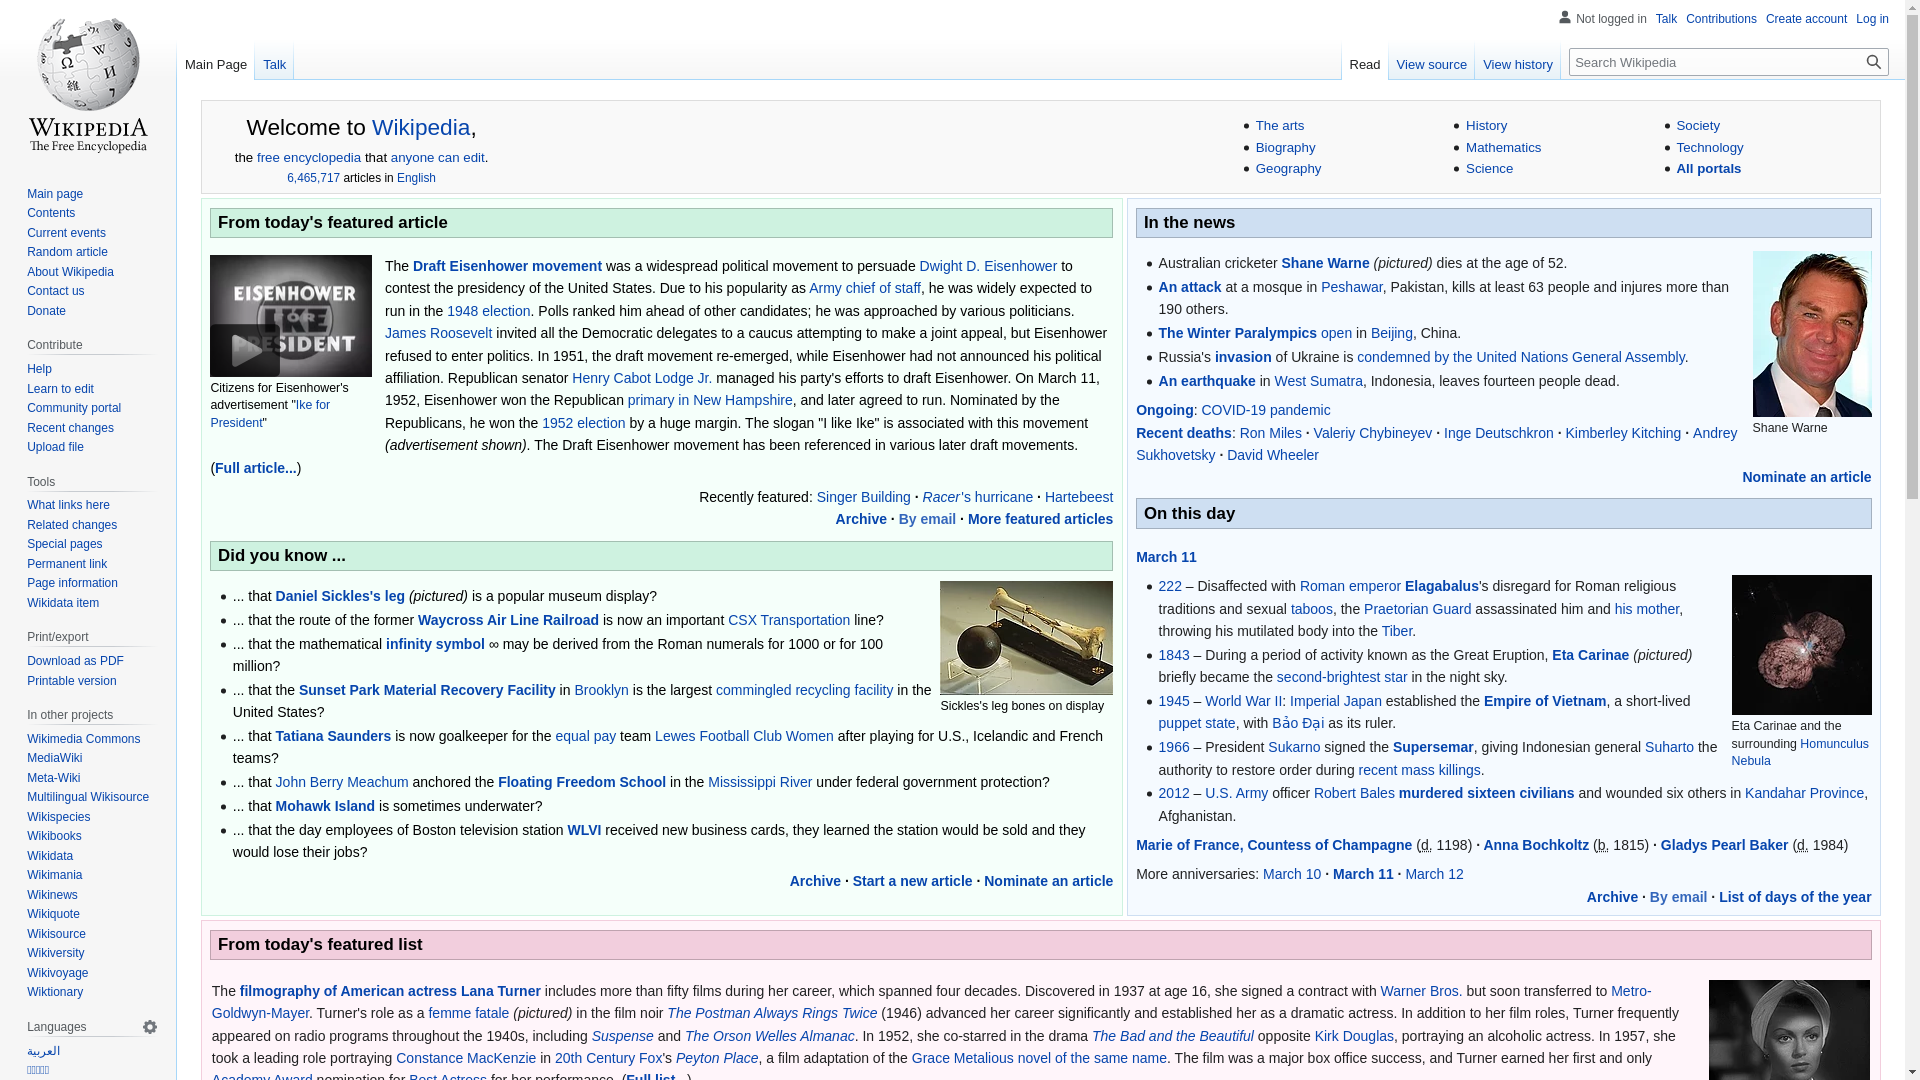 Not logged in Talk Contributions Create account Log in
Main Page Talk Read View source View history Search Wikipedia
WIKIPEDIA
The Free Encyclopedia
Main page
Contents
Current events
Random article
About Wikipedia
Contact us
Donate
Contribute
Help
Learn to edit
Community portal
Recent changes
Upload file
Tools
What links here
Related changes
Special pages
Permanent link
Page information
Wikidata item
Print/export
Download as PDF
Printable version
In other projects
Wikimedia Commons
MediaWiki
Meta-Wiki
Multilingual Wikisource
Wikispecies
Wikibooks
Wikidata
Wikimania
Wikinews
Wikiquote
Wikisource
Wikiversity
Wikivoyage
Wiktionary
Languages
العربية
Welcome to Wikipedia,
the free encyclopedia that anyone can edit.
6,465,717 articles in English
The arts
Biography
Geography
History
Mathematics
Science
Society
Technology
All portals
From today's featured article
EISENHOWER
FOR
IKE
PRESIDENT
Citizens for Eisenhower's
advertisement "Ike for
President"
The Draft Eisenhower movement was a widespread political movement to persuade Dwight D. Eisenhower to
contest the presidency of the United States. Due to his popularity as Army chief of staff, he was widely expected to
run in the 1948 election. Polls ranked him ahead of other candidates; he was approached by various politicians.
James Roosevelt invited all the Democratic delegates to a caucus attempting to make a joint appeal, but Eisenhower
refused to enter politics. In 1951, the draft movement re-emerged, while Eisenhower had not announced his political
affiliation. Republican senator Henry Cabot Lodge Jr. managed his party's efforts to draft Eisenhower. On March 11,
1952, Eisenhower won the Republican primary in New Hampshire, and later agreed to run. Nominated by the
Republicans, he won the 1952 election by a huge margin. The slogan "I like Ike" is associated with this movement
(advertisement shown). The Draft Eisenhower movement has been referenced in various later draft movements.
(Full article...)
Recently featured: Singer Building · Racer's hurricane · Hartebeest
Archive · By email · More featured articles
Did you know ...
... that Daniel Sickles's leg (pictured) is a popular museum display?
... that the route of the former Waycross Air Line Railroad is now an important CSX Transportation line?
... that the mathematical infinity symbol ∞ may be derived from the Roman numerals for 1000 or for 100
million?
... that the Sunset Park Material Recovery Facility in Brooklyn is the largest commingled recycling facility in the
United States?
... that Tatiana Saunders is now goalkeeper for the equal pay team Lewes Football Club Women after playing for U.S., Icelandic and French
teams?
... that John Berry Meachum anchored the Floating Freedom School in the Mississippi River under federal government protection?
... that Mohawk Island is sometimes underwater?
... that the day employees of Boston television station WLVI received new business cards, they learned the station would be sold and they
would lose their jobs?
Sickles's leg bones on display
Archive · Start a new article · Nominate an article
In the news
Australian cricketer Shane Warne (pictured) dies at the age of 52.
An attack at a mosque in Peshawar, Pakistan, kills at least 63 people and injures more than
190 others.
The Winter Paralympics open in Beijing, China.
Russia's invasion of Ukraine is condemned by the United Nations General Assembly.
An earthquake in West Sumatra, Indonesia, leaves fourteen people dead.
Shane Warne
Ongoing: COVID-19 pandemic
Recent deaths: Ron Miles · Valeriy Chybineyev · Inge Deutschkron · Kimberley Kitching · Andrey
Sukhovetsky · David Wheeler
Nominate an article
On this day
March 11
222 – Disaffected with Roman emperor Elagabalus's disregard for Roman religious
traditions and sexual taboos, the Praetorian Guard assassinated him and his mother,
throwing his mutilated body into the Tiber.
1843 – During a period of activity known as the Great Eruption, Eta Carinae (pictured)
briefly became the second-brightest star in the night sky.
1945 – World War II: Imperial Japan established the Empire of Vietnam, a short-lived
puppet state, with Bảo Đại as its ruler.
1966 – President Sukarno signed the Supersemar, giving Indonesian general Suharto the
authority to restore order during recent mass killings.
2012 – U.S. Army officer Robert Bales murdered sixteen civilians and wounded six others in Kandahar Province,
Afghanistan.
Eta Carinae and the
surrounding Homunculus
Nebula
Marie of France, Countess of Champagne (d. 1198) · Anna Bochkoltz (b. 1815) · Gladys Pearl Baker (d. 1984)
More anniversaries: March 10 · March 11 · March 12
Archive · By email · List of days of the year
From today's featured list
The filmography of American actress Lana Turner includes more than fifty films during her career, which spanned four decades. Discovered in 1937 at age 16, she signed a contract with Warner Bros. but soon transferred to Metro-
Goldwyn-Mayer. Turner's role as a femme fatale (pictured) in the film noir The Postman Always Rings Twice (1946) advanced her career significantly and established her as a dramatic actress. In addition to her film roles, Turner frequently
appeared on radio programs throughout the 1940s, including Suspense and The Orson Welles Almanac. In 1952, she co-starred in the drama The Bad and the Beautiful opposite Kirk Douglas, portraying an alcoholic actress. In 1957, she
took a leading role portraying Constance MacKenzie in 20th Century Fox's Peyton Place, a film adaptation of the Grace Metalious novel of the same name. The film was a major box office success, and Turner earned her first and only
Academy Award nomination for Best Actress for her performance. (Full list...)